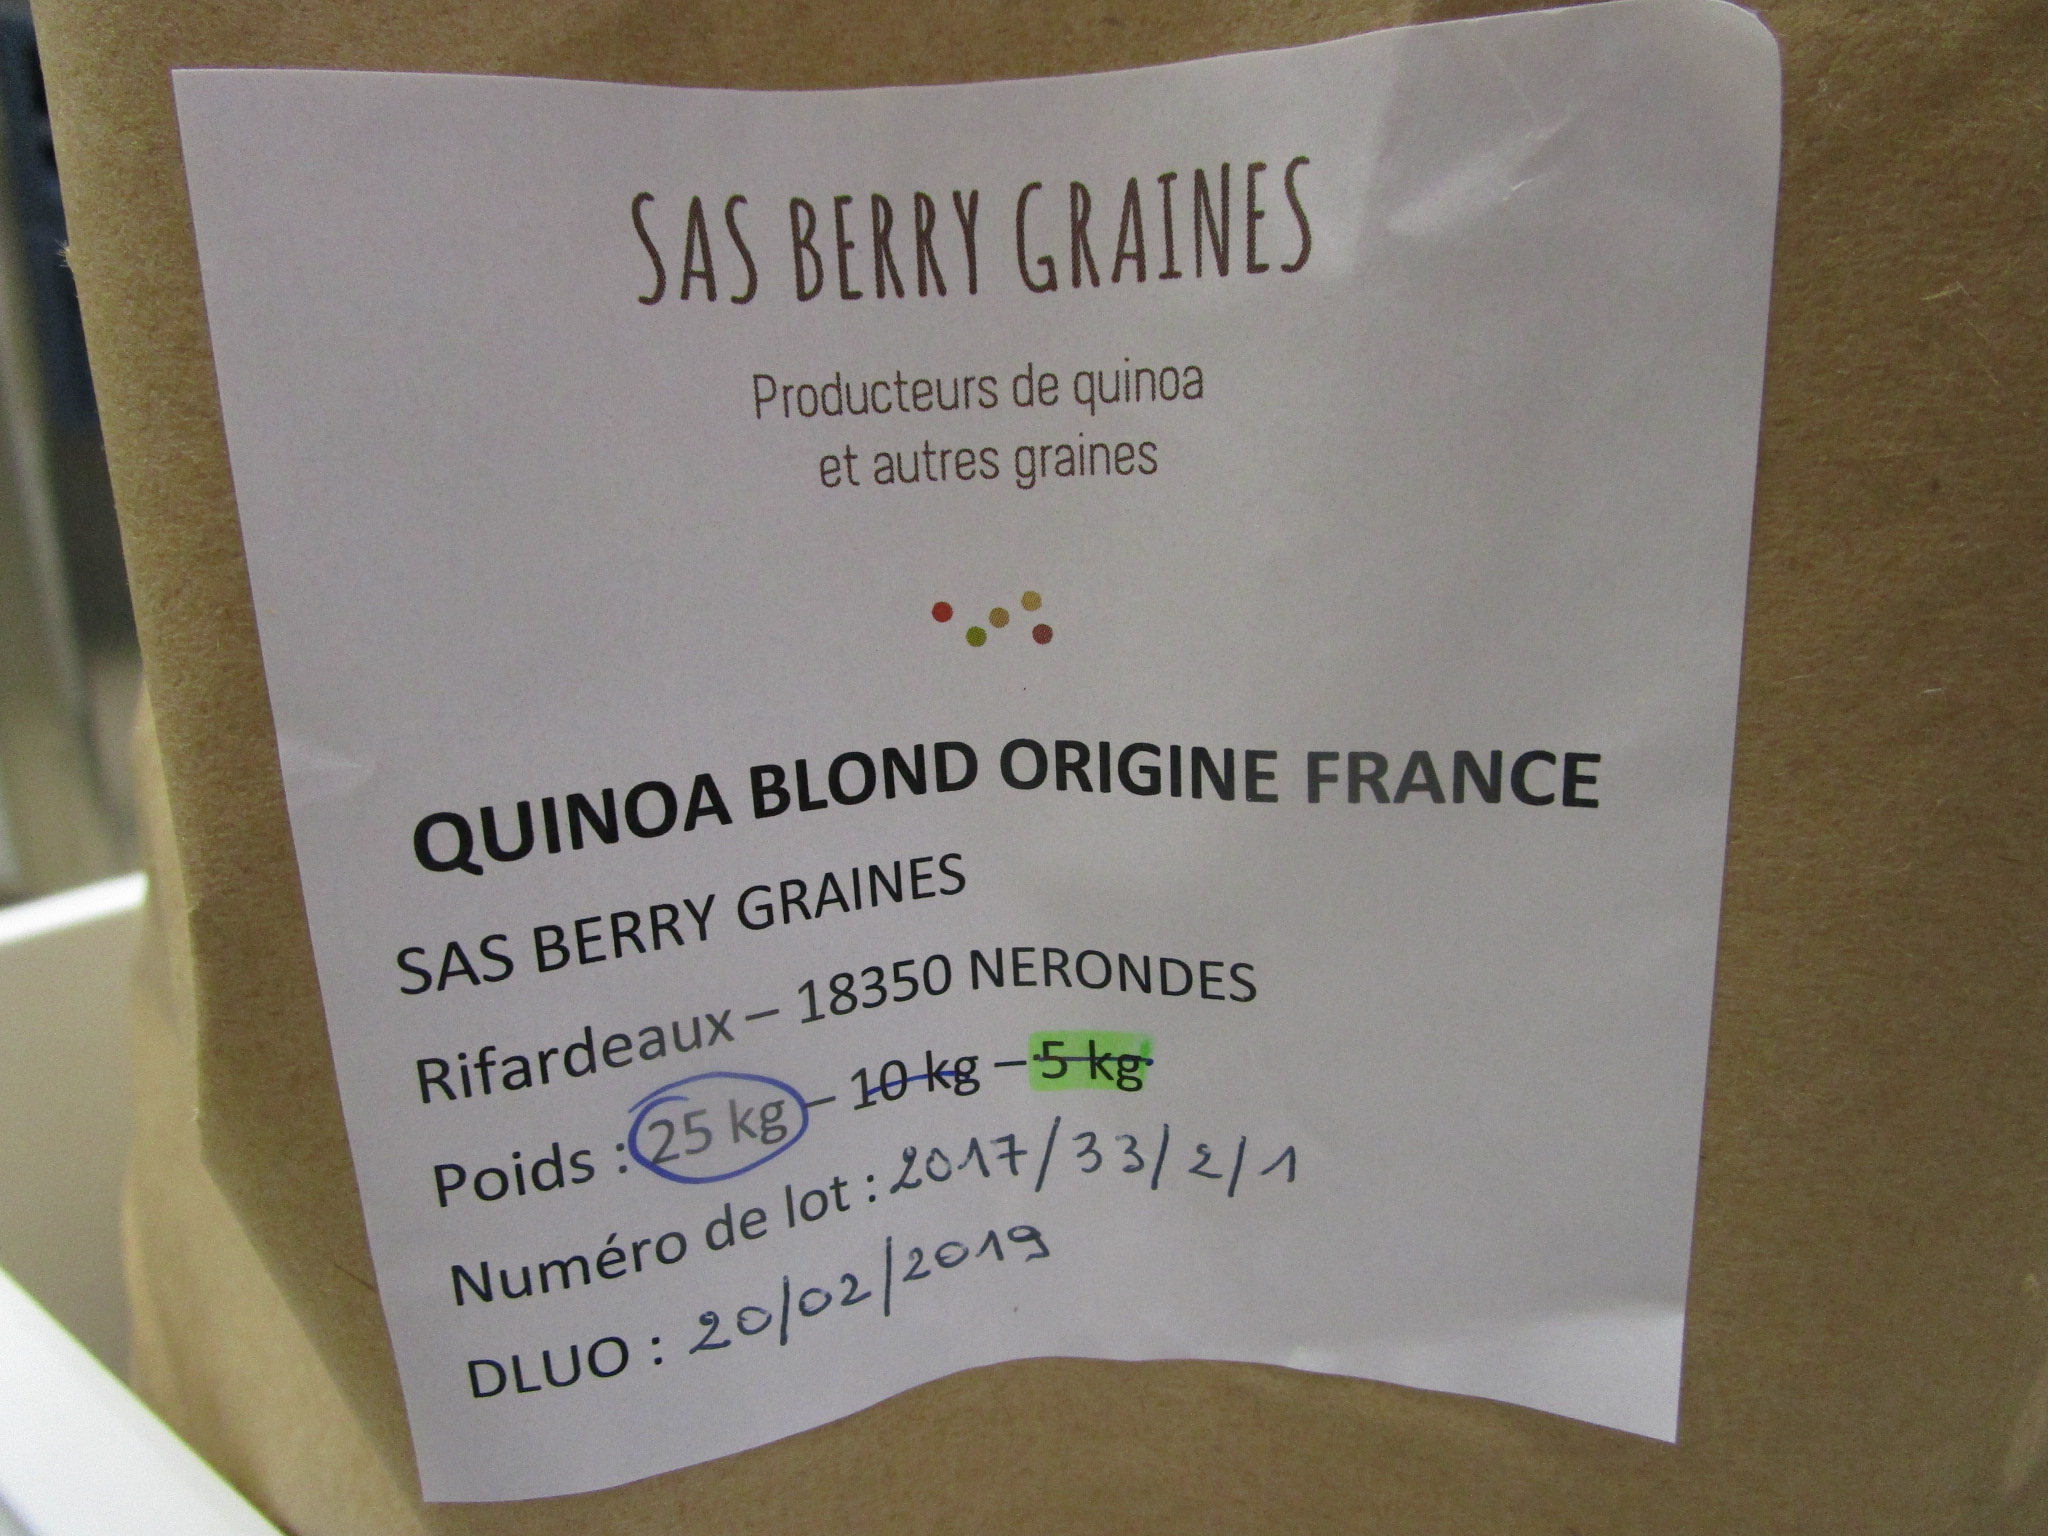 SAS BERRY GRAINES
Producteurs de quinoa
et autres graines
QUINOA BLOND ORIGINE FRANCE
SAS BERRY GRAINES
Rifardeaux – 18350 NERONDES
Poids : 25 kg – 10 kg – 5 kg
Numéro de lot : 2017/33/2/1
DLUO : 20/02/2019